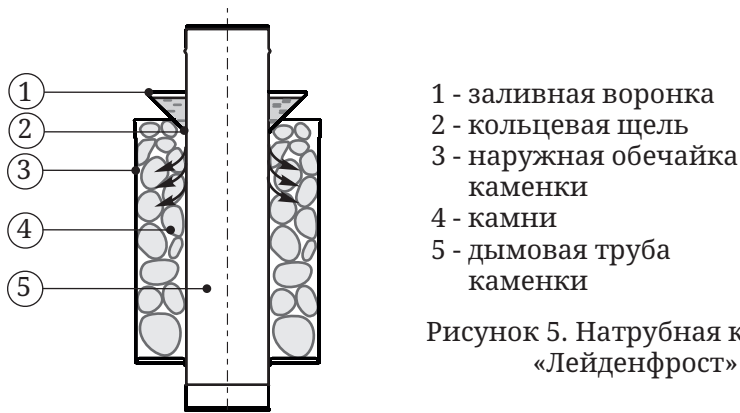 1
2
3
4
5
1 - заливная воронка
2 - кольцевая щель
3 - наружная обечайка
каменки
4 - камни
5 - дымовая труба
каменки
Рисунок 5. Натрубная
«Лейденфрост»